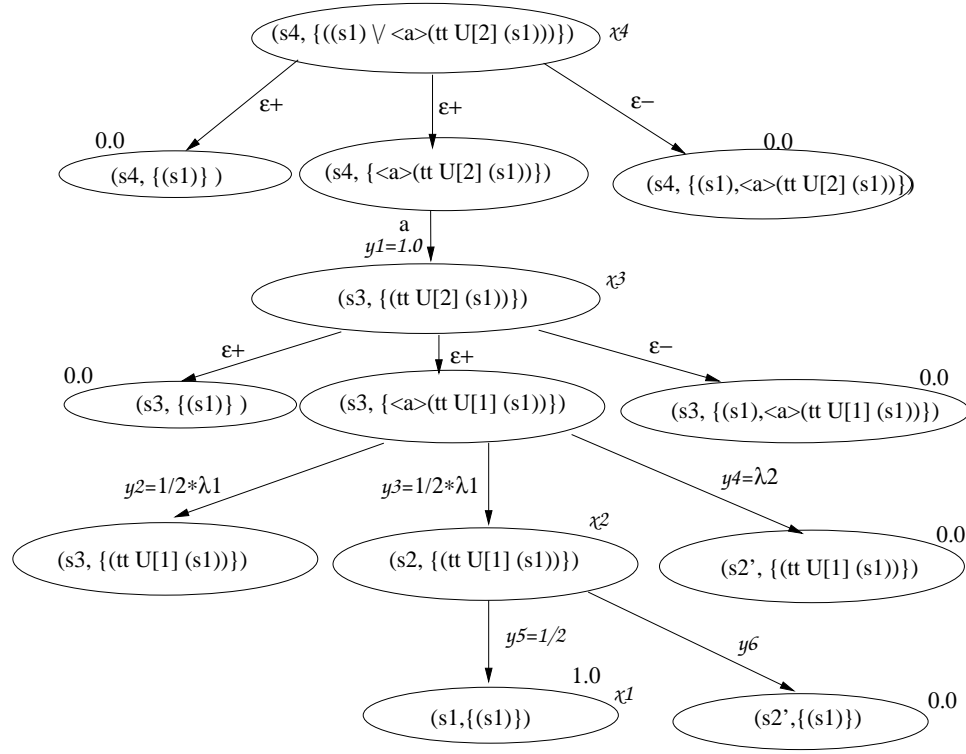 (s4, {((s1) \/ <a>(tt U[2] (s1)))}) χ4
ε+ ε+ ε−
0.0 0.0
(s4, {(s1)} ) (s4, {<a>(tt U[2] (s1))}) (s4, {(s1),<a>(tt U[2] (s1))})
a
y1=1.0
χ3
(s3, {(tt U[2] (s1))})
ε+ ε+ ε−
0.0 0.0
(s3, {(s1)} ) (s3, {<a>(tt U[1] (s1))}) (s3, {(s1),<a>(tt U[1] (s1))})
y2=1/2*λ1 y3=1/2*λ1 y4=λ2
χ2 0.0
(s3, {(tt U[1] (s1))}) (s2, {(tt U[1] (s1))}) (s2', {(tt U[1] (s1))})
y5=1/2 y6
1.0
χ1 0.0
(s1,{(s1)}) (s2',{(s1)})